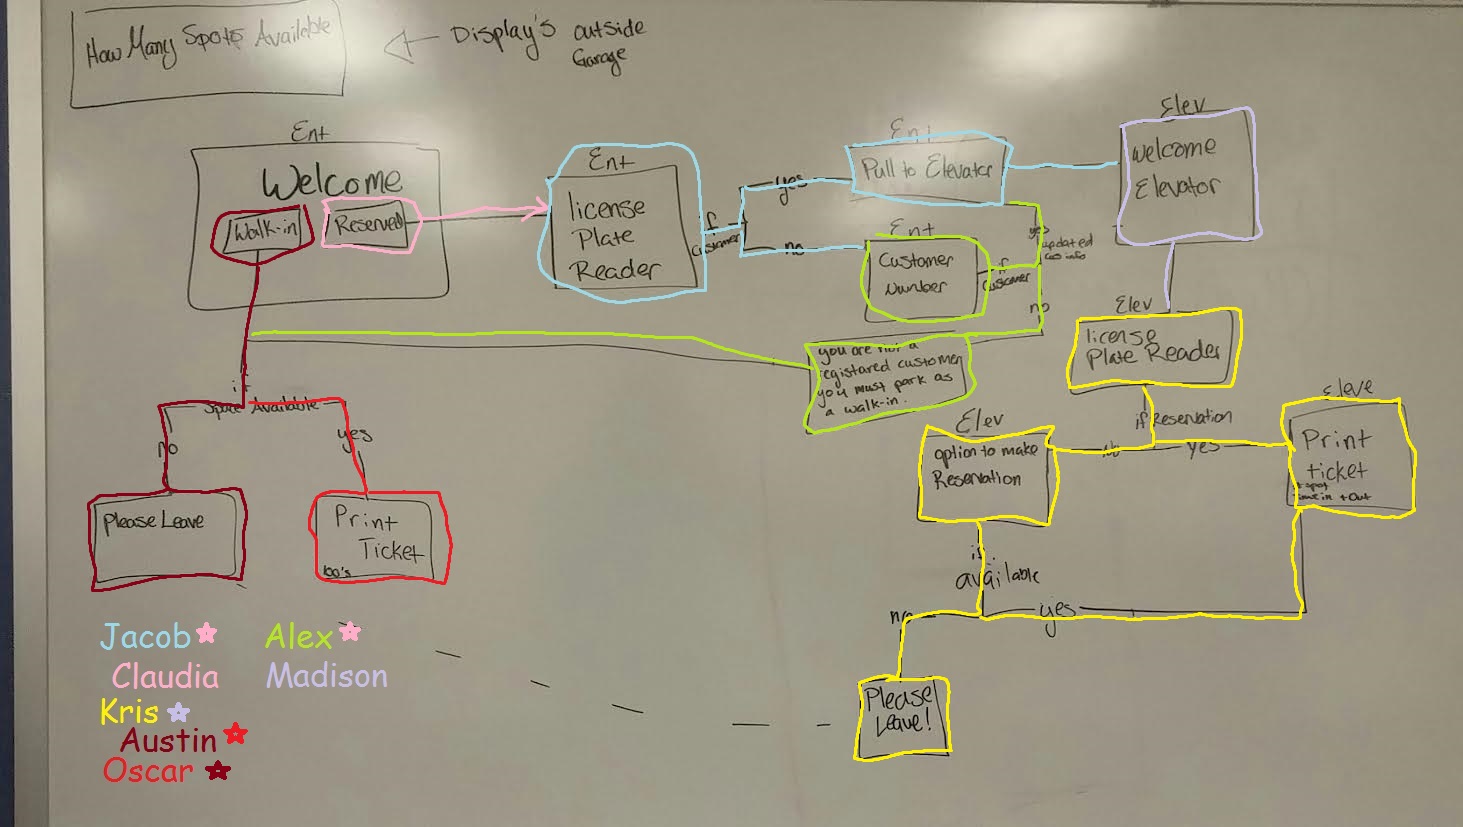 How Many Spots Available
Display's outside
Garage
Ent
Welcome
Walk-in
Reserved
Ent
license
Plate
Reader
if
customer
yes
no
Ent
Pull to Elevator
Ent
Customer
Number
if
customer
yes
updated
cus info
no
you are not a
registared customer
you must park as
a walk-in.
Elev
welcome
Elevator
Elev
license
Plate Reader
if Reservation
No
yes
Eleve
Print
ticket
time in + out
Elev
option to make
Reservation
if
available
no
yes
Please
Leave!
if
Available
no
yes
Please Leave
Print
Ticket
Jacob
Alex
Claudia
Madison
Kris
Austin
Oscar